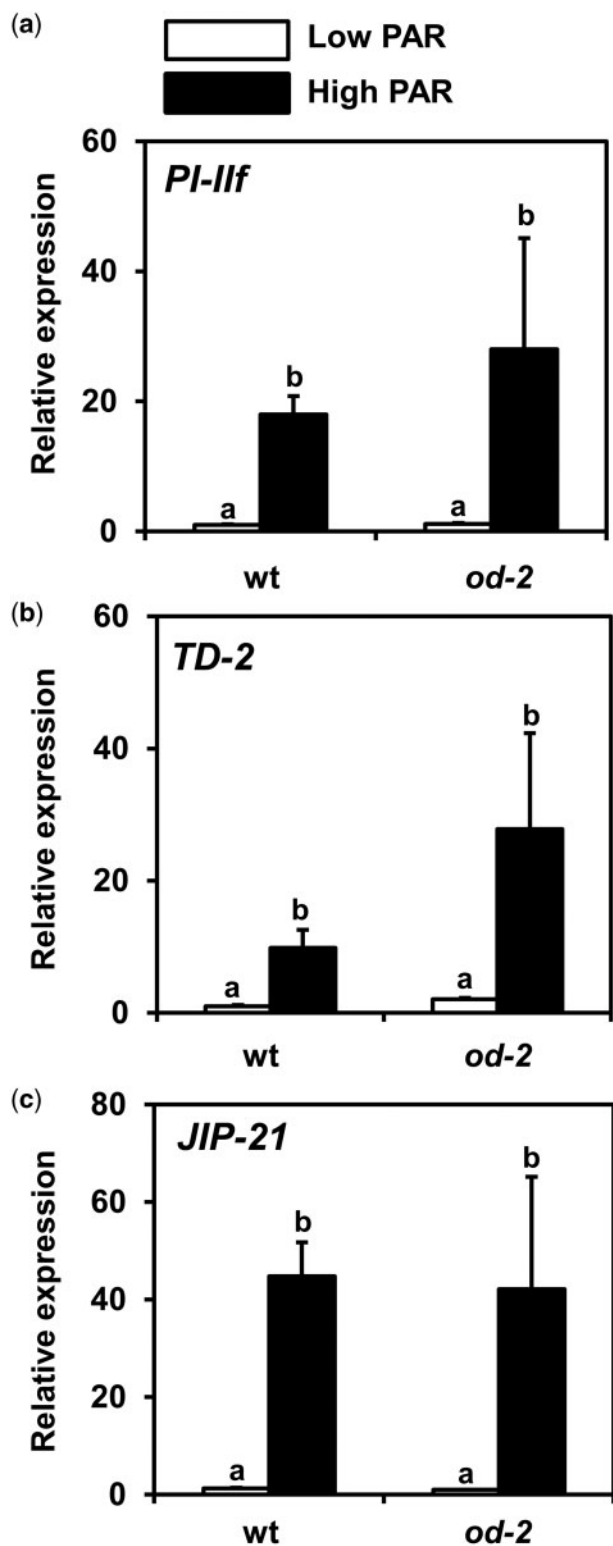 (a)
Low PAR
High PAR
Relative expression
60
40
20
0
PI-IIf
a
b
a
b
wt
od-2
(b)
Relative expression
60
40
20
0
TD-2
a
b
a
b
wt
od-2
(c)
Relative expression
80
60
40
20
0
JIP-21
a
b
a
b
wt
od-2